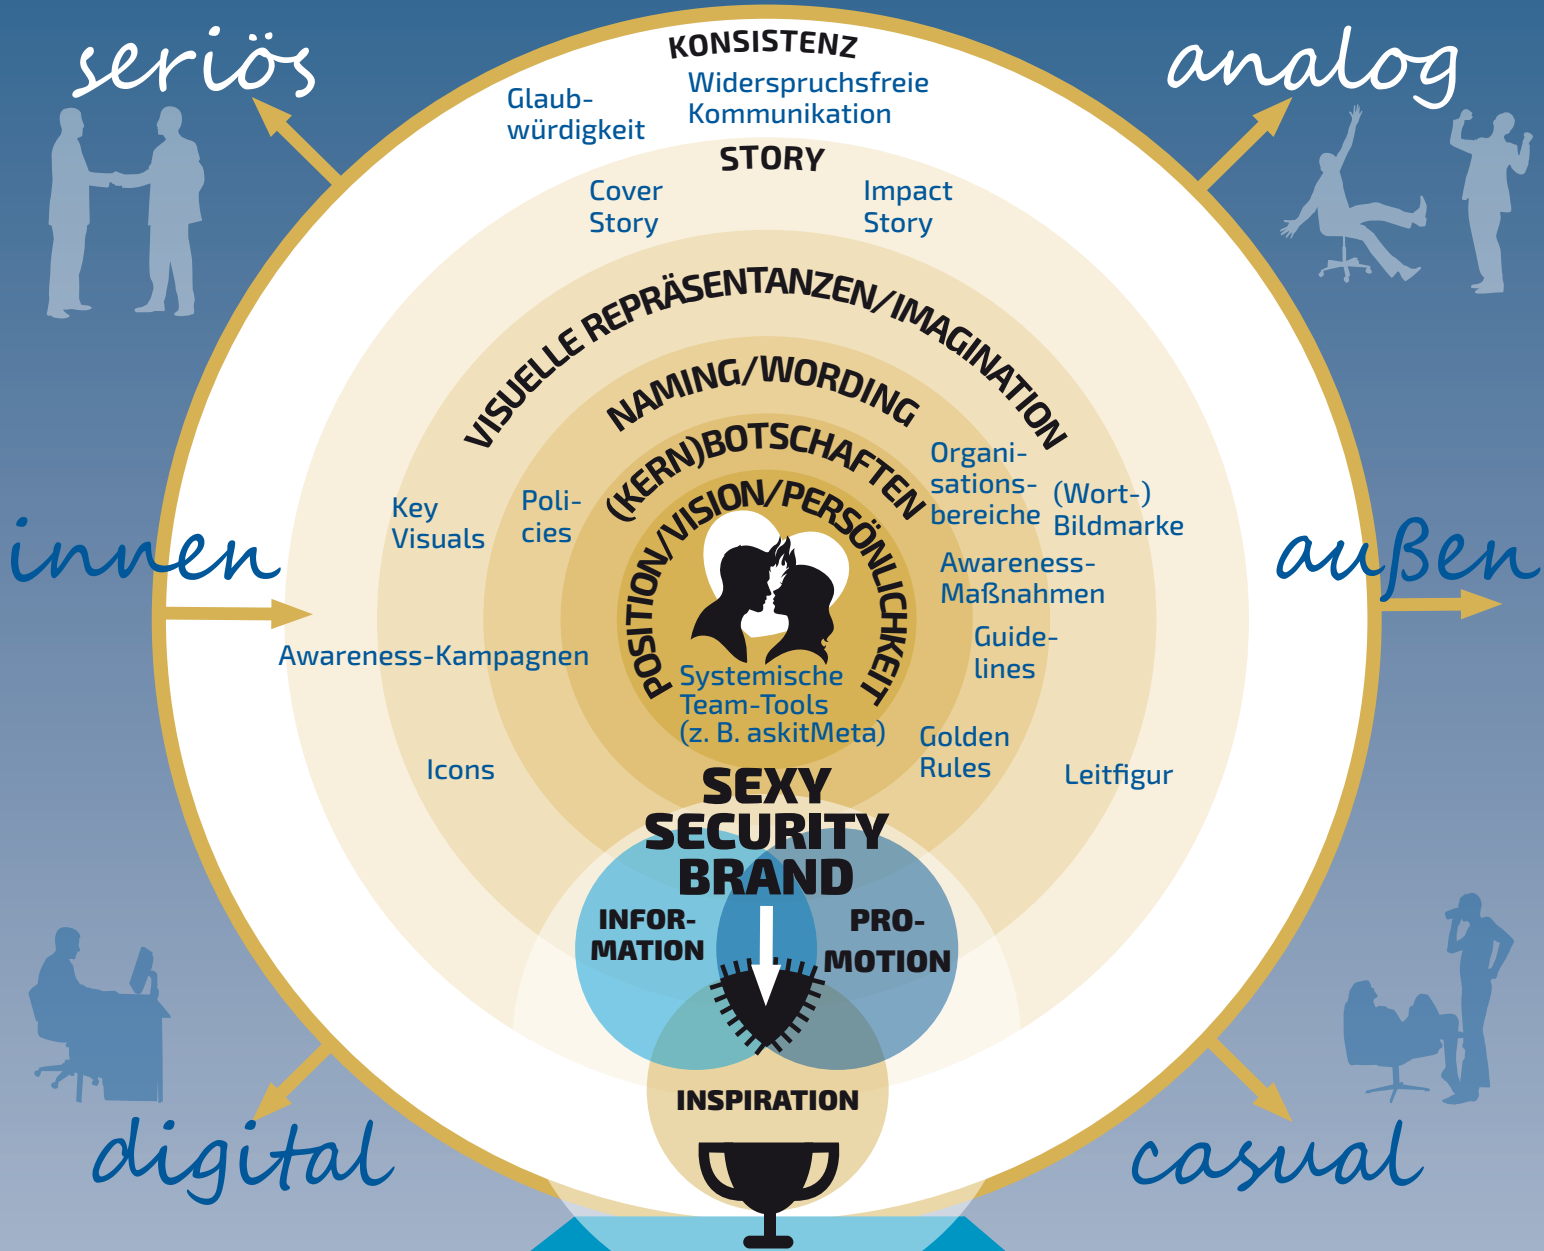 seriös
analog
KONSISTENZ
Glaub-
würdigkeit
Widerspruchsfreie
Kommunikation
STORY
Cover
Story
Impact
Story
VISUELLE REPRÄSENTANZEN/IMAGINATION
NAMING/WORDING
(KERN)BOTSCHAFTEN
POSITION/VISION/PERSÖNLICHKEIT
innen
außen
Key
Visuals
Poli-
cies
Organi-
sations-
bereiche
(Wort-)
Bildmarke
Awareness-
Maßnahmen
Guide-
lines
Awareness-Kampagnen
Systemische
Team-Tools
(z. B. askitMeta)
Golden
Rules
Icons
Leitfigur
SEXY
SECURITY
BRAND
INFOR-
MATION
PRO-
MOTION
INSPIRATION
digital
casual